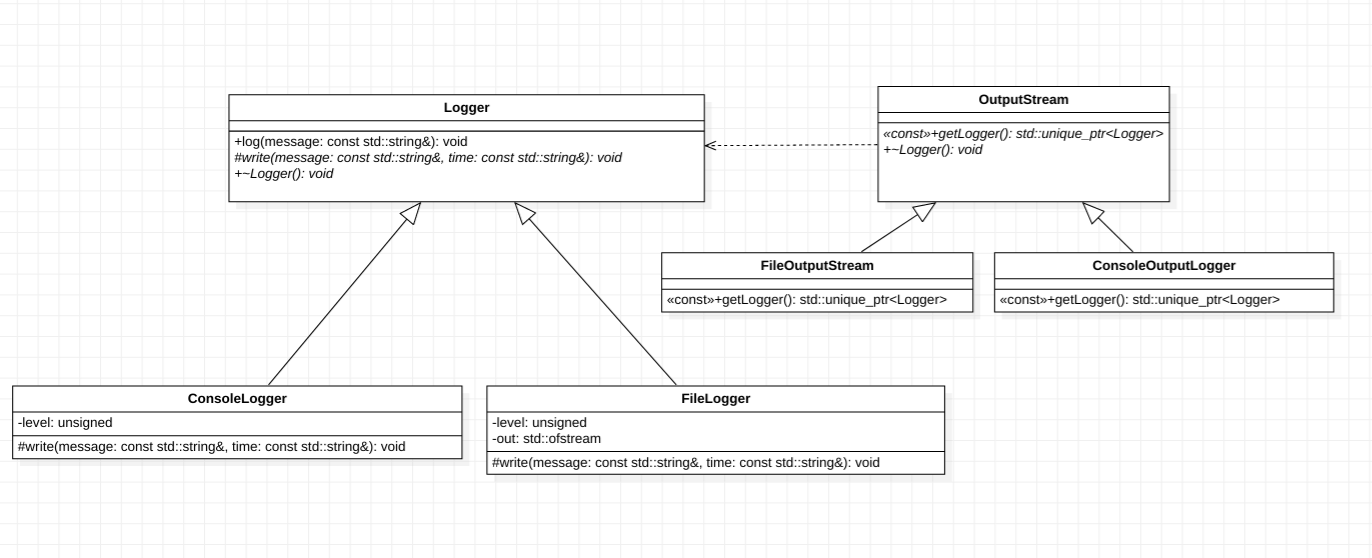 Logger
+log(message: const std::string&): void
#write(message: const std::string&, time: const std::string&): void
+~Logger(): void
OutputStream
«const»+getLogger(): std::unique_ptr<Logger>
+~Logger(): void
FileOutputStream
«const»+getLogger(): std::unique_ptr<Logger>
ConsoleOutputLogger
«const»+getLogger(): std::unique_ptr<Logger>
ConsoleLogger
-level: unsigned
#write(message: const std::string&, time: const std::string&): void
FileLogger
-level: unsigned
-out: std::ofstream
#write(message: const std::string&, time: const std::string&): void